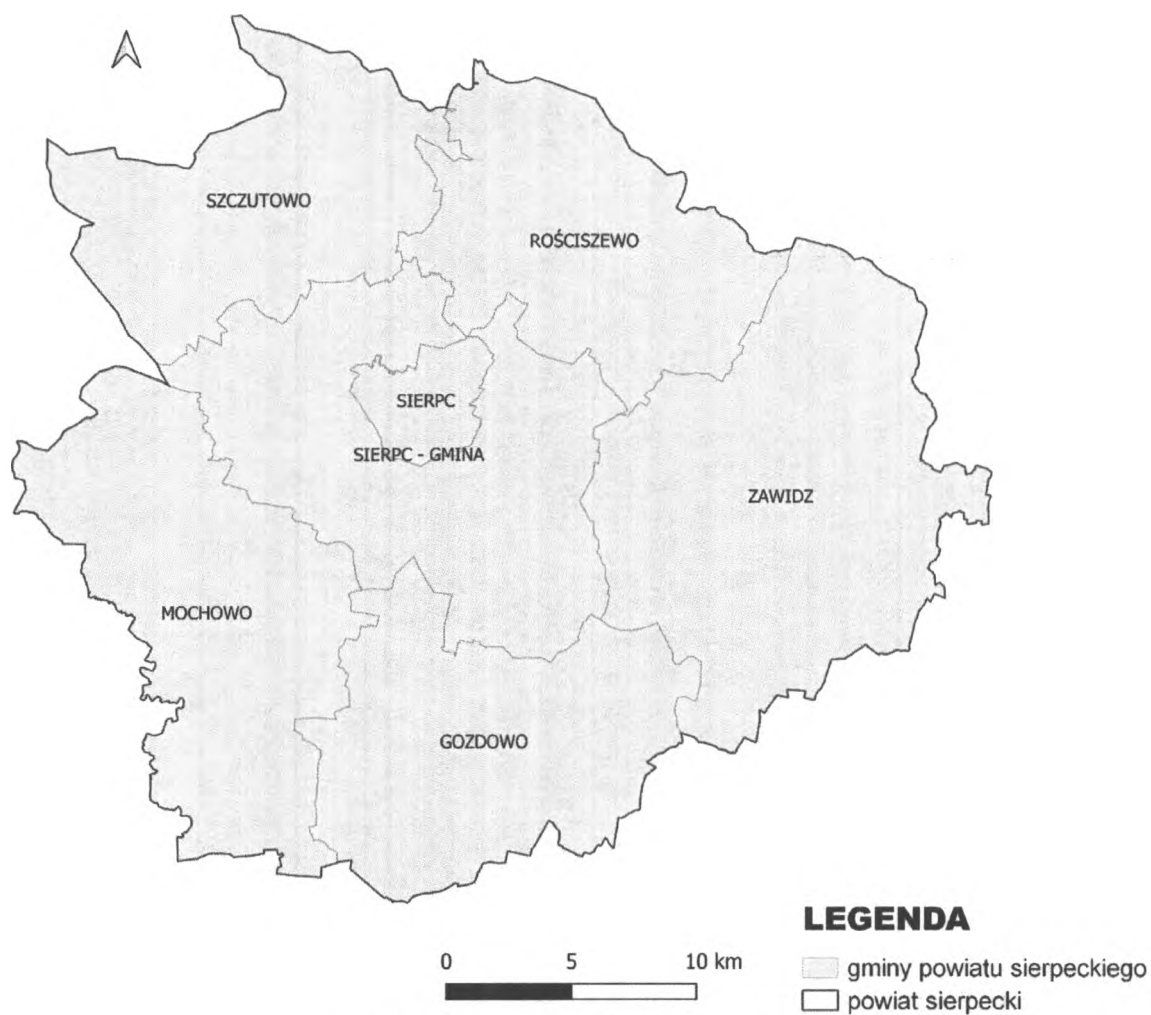 SZCZUTOWO
ROŚCISZEWO
SIERPC
SIERPC - GMINA
ZAWIDZ
MOCHOWO
GOZDOWO
LEGENDA
0 5 10 km
gminy powiatu sierpeckiego
powiat sierpecki